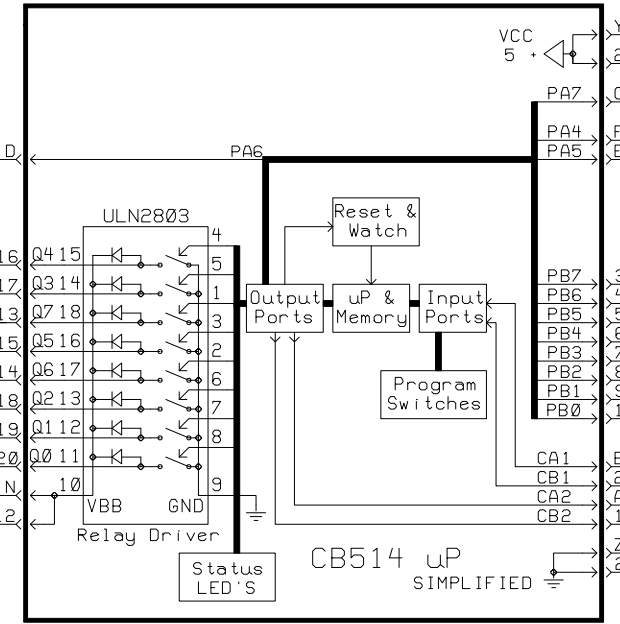 VCC
5 +
PA7
PA4
D
PA6
PA5
ULN2803
Reset &
Watch
4
16
Q4 15
5
17
Q3 14
1
13
Q7 18
3
15
Q5 16
2
14
Q6 17
6
18
Q2 13
7
19
Q1 12
8
Q0 11
N
10
9
12
VBB
GND
Relay Driver
Output
Ports
uP &
Memory
Input
Ports
Program
Switches
PB7
PB6
PB5
PB4
PB3
PB2
PB1
PB0
CA1
CB1
CA2
CB2
Status
LED'S
CB514 uP
SIMPLIFIED